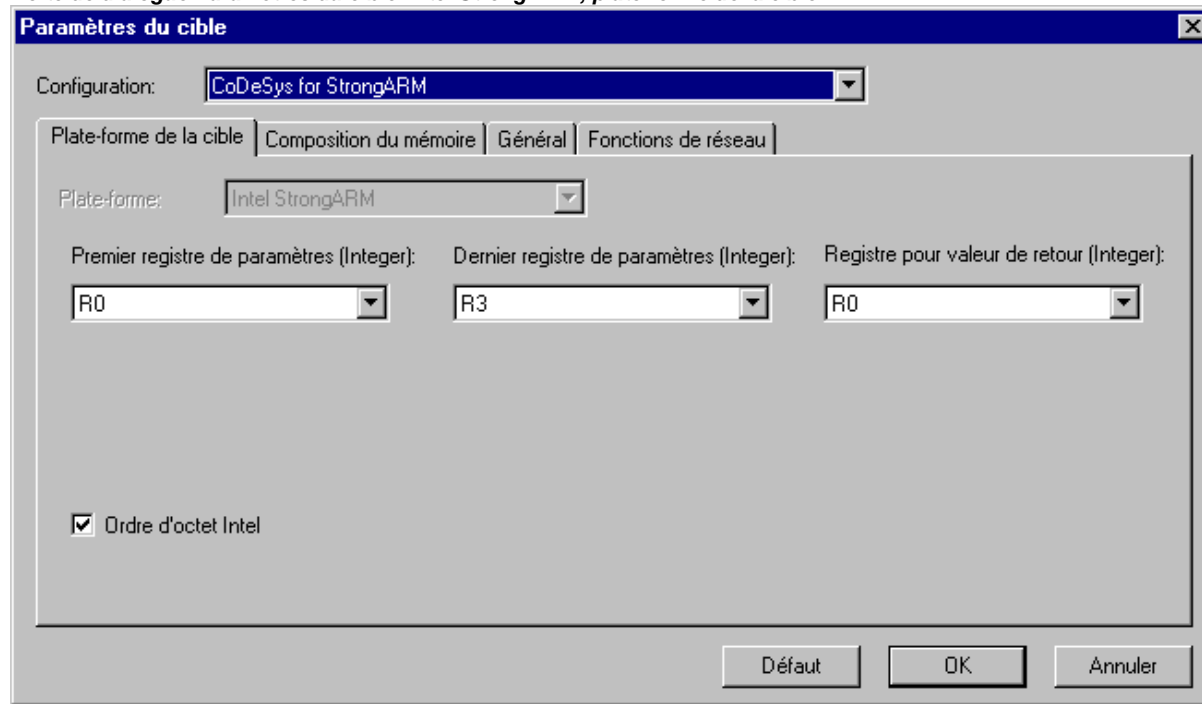 Paramètres du cible
Configuration: CoDeSys for StrongARM
Plate-forme de la cible Composition du mémoire Général Fonctions de réseau
Plate-forme: Intel StrongARM
Premier registre de paramètres (Integer): Dernier registre de paramètres (Integer): Registre pour valeur de retour (Integer):
R0 R3 R0
Ordre d'octet Intel
Défaut OK Annuler